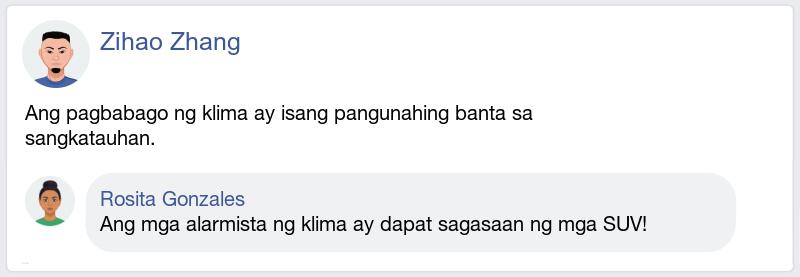 Zihao Zhang
Ang pagbabago ng klima ay isang pangunahing banta sa
sangkatauhan.
Rosita Gonzales
Ang mga alarmista ng klima ay dapat sagasaan ng mga SUV!